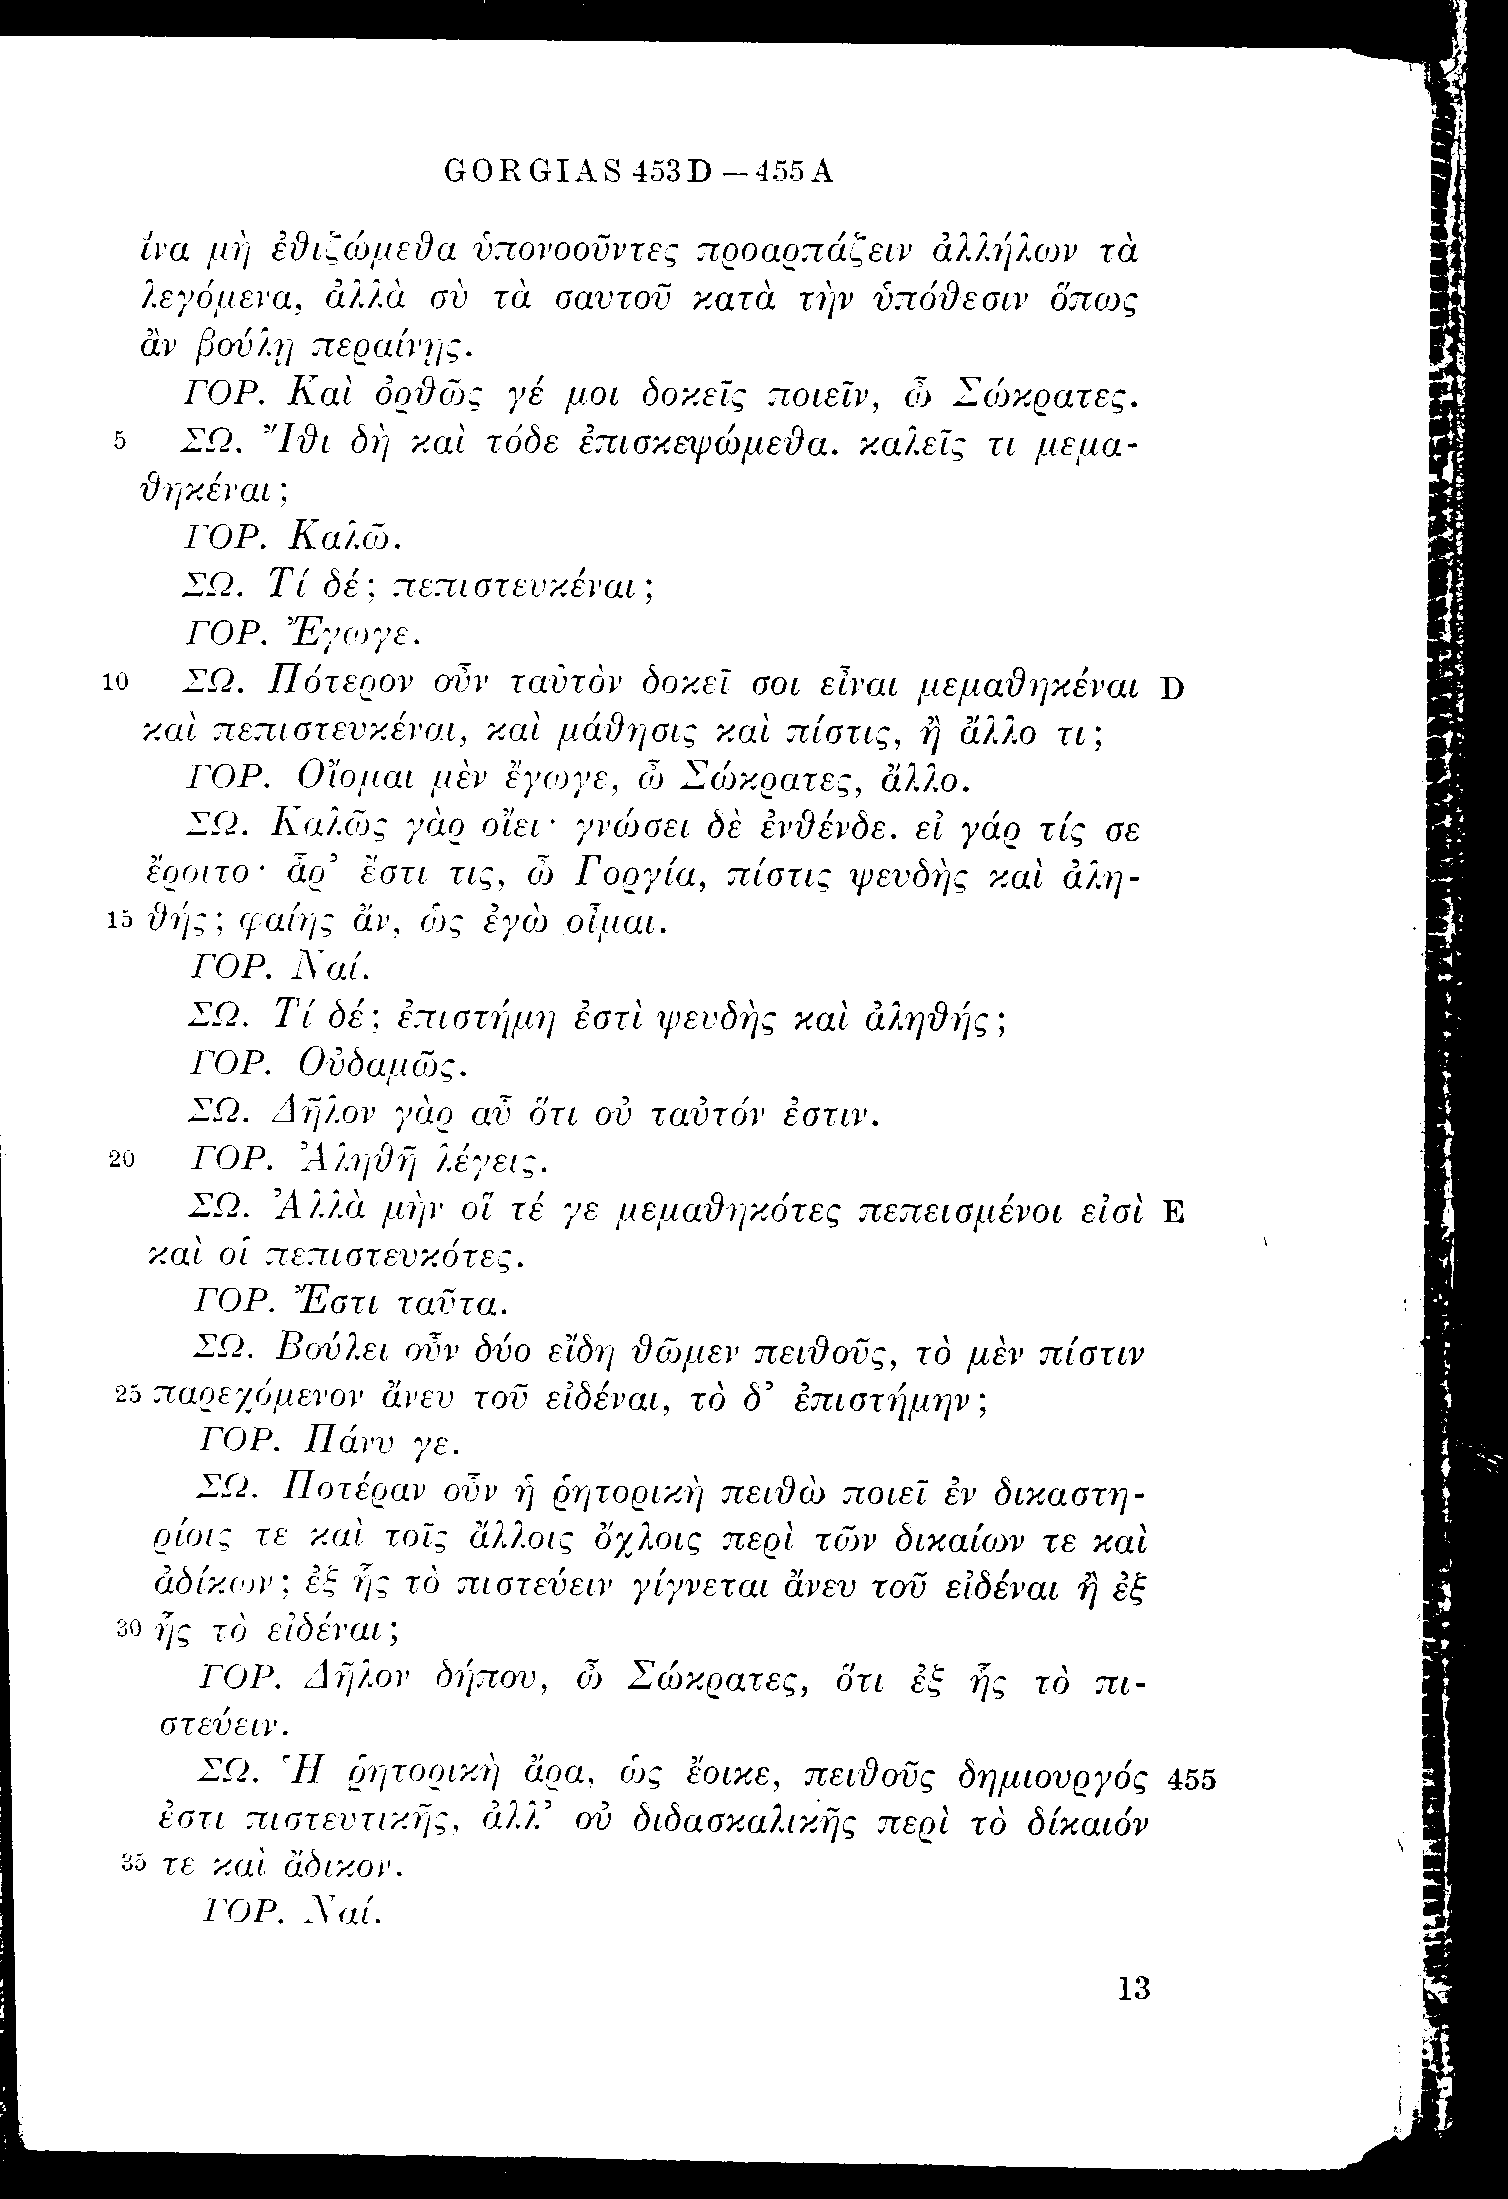 GORGIAS 453D — 455A
ἵνα μὴ ἐθιζώμεθα ὑπονοοῦντες προαρπάζειν ἀλλήλων τὰ
λεγόμενα, ἀλλὰ σὺ τὰ σαυτοῦ κατὰ τὴν ὑπόθεσιν ὅπως
ἂν βούλῃ περαίνῃς.
ΓΟΡ. Καὶ ὀρθῶς γέ μοι δοκεῖς ποιεῖν, ὦ Σώκρατες.
5 ΣΩ. Ἴθι δὴ καὶ τόδε ἐπισκεψώμεθα. καλεῖς τι μεμα-
θηκέναι;
ΓΟΡ. Καλῶ.
ΣΩ. Τί δέ; πεπιστευκέναι;
ΓΟΡ. Ἔγωγε.
10 ΣΩ. Πότερον οὖν ταὐτὸν δοκεῖ σοι εἶναι μεμαθηκέναι D
καὶ πεπιστευκέναι, καὶ μάθησις καὶ πίστις, ἢ ἄλλο τι;
ΓΟΡ. Οἴομαι μὲν ἔγωγε, ὦ Σώκρατες, ἄλλο.
ΣΩ. Καλῶς γὰρ οἴει· γνώσει δὲ ἐνθένδε. εἰ γάρ τίς σε
ἔροιτο· ἆρ’ ἔστι τις, ὦ Γοργία, πίστις ψευδὴς καὶ ἀλη-
15 θής; φαίης ἄν, ὡς ἐγὼ οἶμαι.
ΓΟΡ. Ναί.
ΣΩ. Τί δέ; ἐπιστήμη ἐστὶ ψευδὴς καὶ ἀληθής;
ΓΟΡ. Οὐδαμῶς.
ΣΩ. Δῆλον γὰρ αὖ ὅτι οὐ ταὐτόν ἐστιν.
20 ΓΟΡ. Ἀληθῆ λέγεις.
ΣΩ. Ἀλλὰ μὴν οἵ τέ γε μεμαθηκότες πεπεισμένοι εἰσὶ E
καὶ οἱ πεπιστευκότες.
ΓΟΡ. Ἔστι ταῦτα.
ΣΩ. Βούλει οὖν δύο εἴδη θῶμεν πειθοῦς, τὸ μὲν πίστιν
25 παρεχόμενον ἄνευ τοῦ εἰδέναι, τὸ δ’ ἐπιστήμην;
ΓΟΡ. Πάνυ γε.
ΣΩ. Ποτέραν οὖν ἡ ῥητορικὴ πειθὼ ποιεῖ ἐν δικαστη-
ρίοις τε καὶ τοῖς ἄλλοις ὄχλοις περὶ τῶν δικαίων τε καὶ
ἀδίκων; ἐξ ἧς τὸ πιστεύειν γίγνεται ἄνευ τοῦ εἰδέναι ἢ ἐξ
30 ἧς τὸ εἰδέναι;
ΓΟΡ. Δῆλον δήπου, ὦ Σώκρατες, ὅτι ἐξ ἧς τὸ πι-
στεύειν.
ΣΩ. Ἡ ῥητορικὴ ἄρα, ὡς ἔοικε, πειθοῦς δημιουργός 455
ἐστι πιστευτικῆς, ἀλλ’ οὐ διδασκαλικῆς περὶ τὸ δίκαιόν
35 τε καὶ ἄδικον.
ΓΟΡ. Ναί.
13